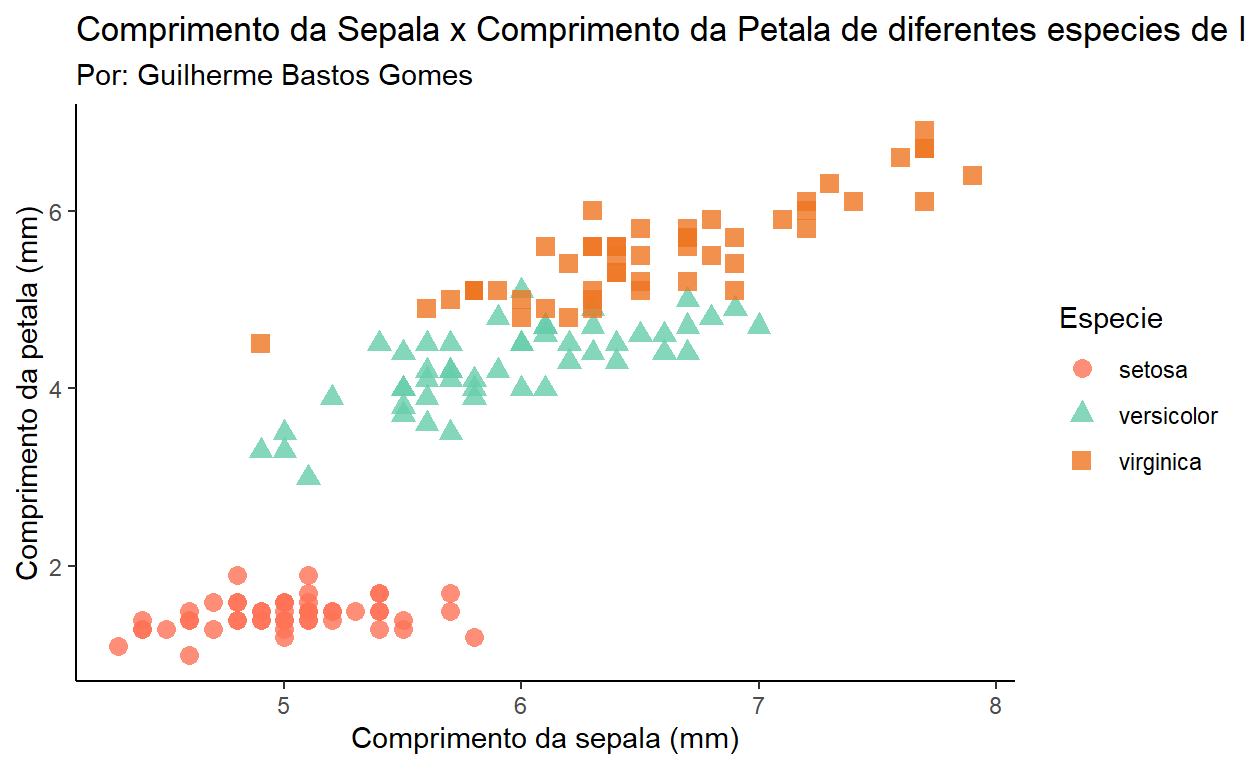 Comprimento da Sepala x Comprimento da Petala de diferentes especies de I
Por: Guilherme Bastos Gomes
Comprimento da petala (mm)
6
4
2
5
6
7
8
Comprimento da sepala (mm)
Especie
setosa
versicolor
virginica